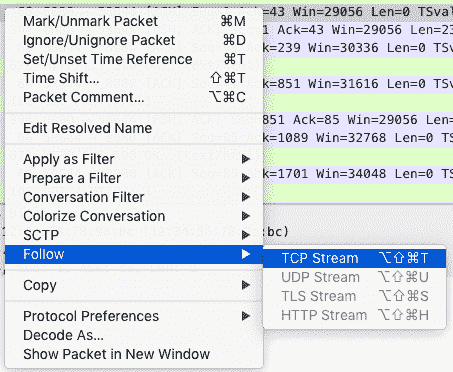 =43 Win=29056 Len=0 TSval
Mark/Unmark Packet ⌘M
1 Ack=43 Win=29056 Len=23
Ignore/Unignore Packet ⌘D
=239 Win=30336 Len=0 TS
Set/Unset Time Reference ⌘T
Time Shift... ⇧⌘T
=851 Win=31616 Len=0 TS
Packet Comment... ⌥⌘C
851 Ack=85 Win=29056 Len
Edit Resolved Name
=1089 Win=32768 Len=0 T
Apply as Filter
Prepare a Filter
=1701 Win=34048 Len=0 T
Conversation Filter
Colorize Conversation
SCTP
:bc)
Follow
TCP Stream ⌥⇧⌘T
UDP Stream ⌥⇧⌘U
TLS Stream ⌥⇧⌘S
HTTP Stream ⌥⇧⌘H
Copy
Protocol Preferences
Decode As...
Show Packet in New Window